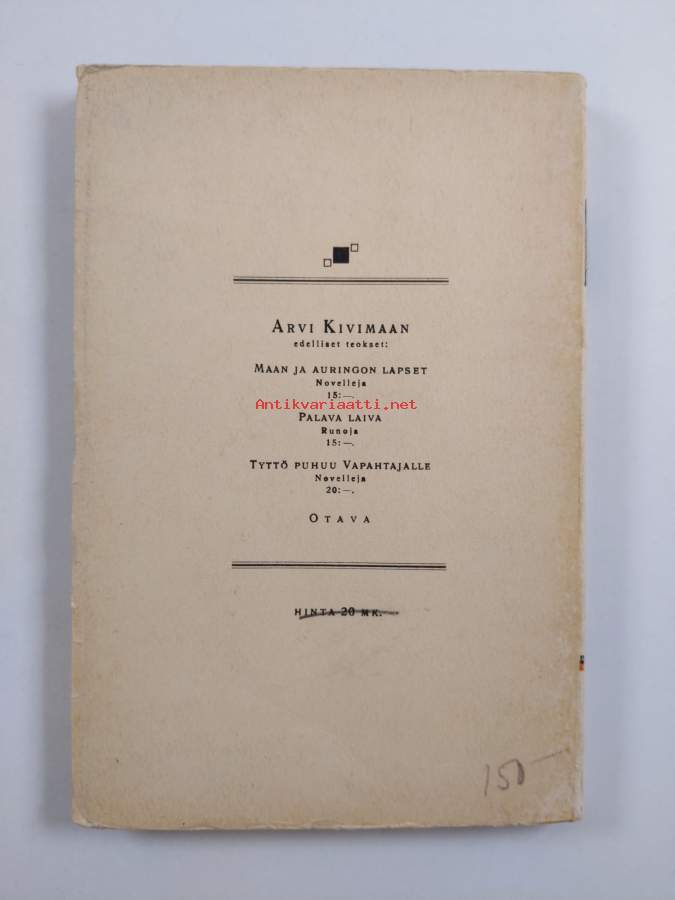 ARVI KIVIMAAN
edelliset teokset:
MAAN JA AURINGON LAPSET
Novelleja
15:—.
Antikvariaatti.net
PALAVA LAIVA
Runoja
15:—.
TYTTÖ PUHUU VAPAHTAJALLE
Novelleja
20:—.
OTAVA
HINTA 20 MK.
150—